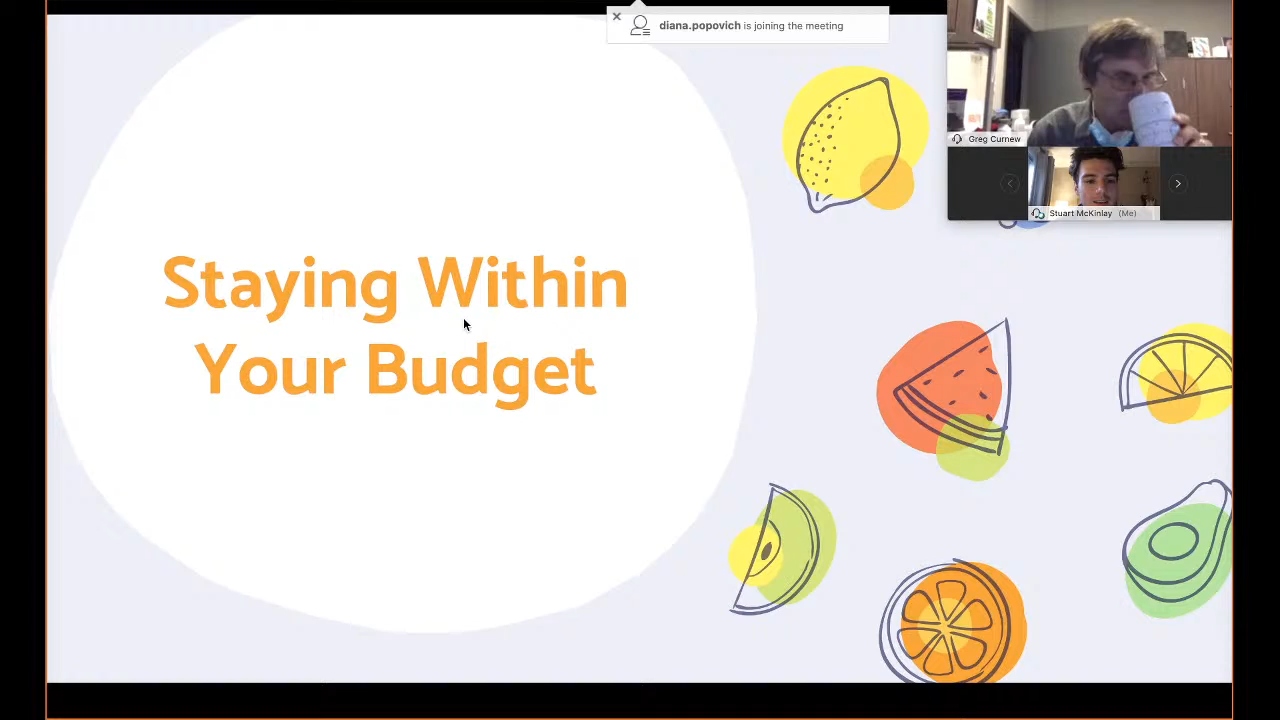 diana.popovich is joining the meeting
Greg Curnew
Stuart McKinlay (Me)
Staying Within
Your Budget